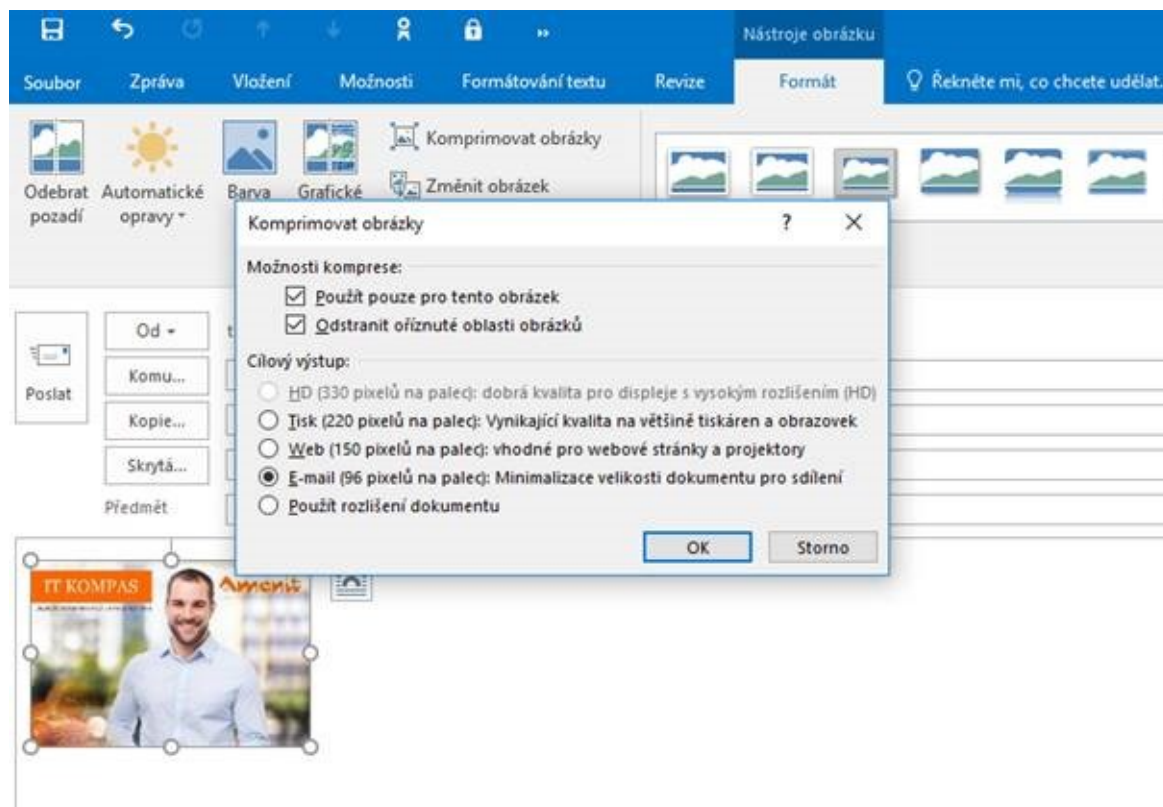 Nástroje obrázku
Soubor Zpráva Vložení Možnosti Formátování textu Revize Formát Řekněte mi, co chcete udělat.
Komprimovat obrázky
Změnit obrázek
Odebrat pozadí
Automatické opravy
Barva
Grafické
Komprimovat obrázky ? ×
Možnosti komprese:
Použít pouze pro tento obrázek
Odstranit oříznuté oblasti obrázků
Cílový výstup:
HD (330 pixelů na palec): dobrá kvalita pro displeje s vysokým rozlišením (HD)
Tisk (220 pixelů na palec): Vynikající kvalita na většině tiskáren a obrazovek
Web (150 pixelů na palec): vhodné pro webové stránky a projektory
E-mail (96 pixelů na palec): Minimalizace velikosti dokumentu pro sdílení
Použít rozlišení dokumentu
OK Storno
Poslat
Od
Komu...
Kopie...
Skrytá...
Předmět
IT KOMPAS
Amenit